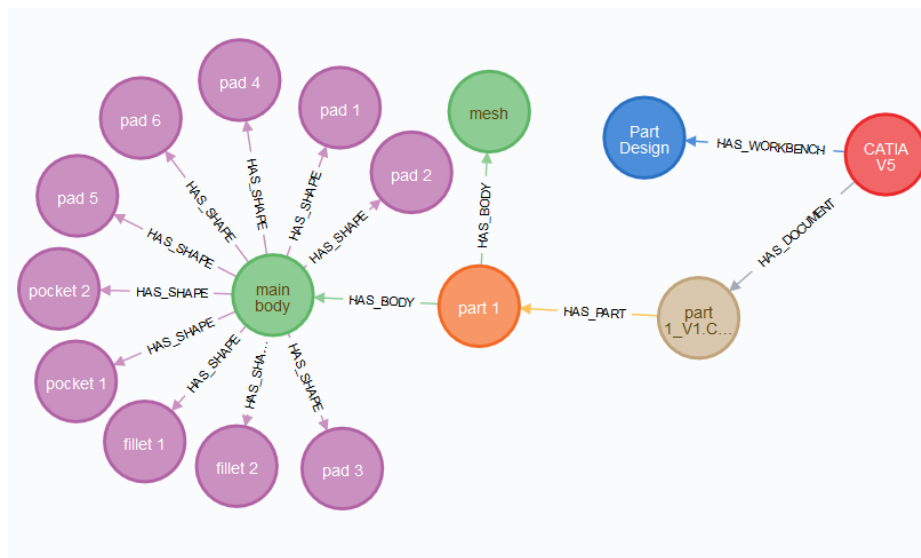 pad 4
pad 1
pad 6
mesh
Part
Design
HAS_WORKBENCH
CATIA
V5
pad 2
HAS_SHAPE
HAS_SHAPE
HAS_SHAPE
HAS_SHAPE
pad 5
HAS_SHAPE
HAS_BODY
HAS_DOCUMENT
pocket 2
HAS_SHAPE
main
body
HAS_BODY
part 1
HAS_PART
part
1_V1.C...
HAS_SHAPE
pocket 1
HAS_SHAPE
HAS_SHA...
HAS_SHAPE
fillet 1
fillet 2
pad 3